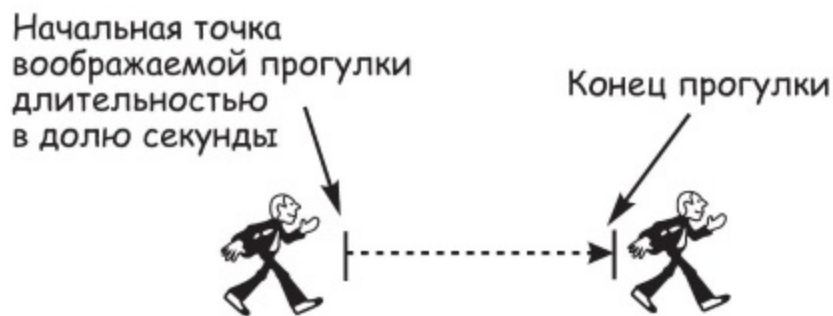 Начальная точка
воображаемой прогулки
длительностью
в долю секунды
Конец прогулки